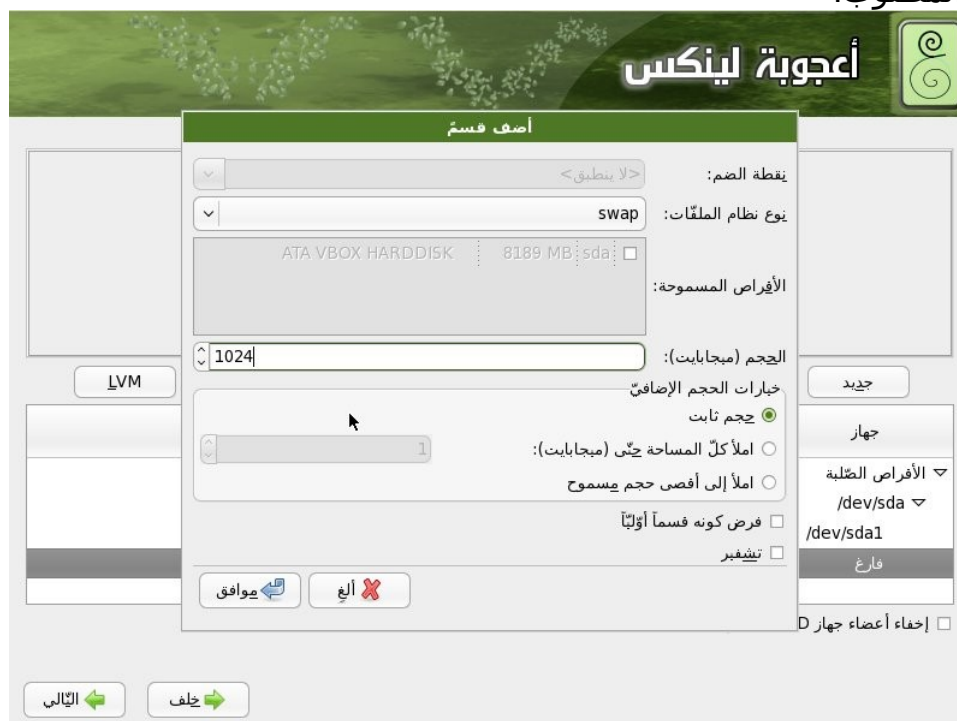 أعجوبة لينكس
أضف قسمً
نقطة الضم: <لا ينطبق>
نوع نظام الملفّات: swap
الأقراص المسموحة:
sda 8189 MB ATA VBOX HARDDISK
الحجم (ميجابايت): 1024
خيارات الحجم الإضافيّ
حجم ثابت
املأ كلّ المساحة حتّى (ميجابايت): 1
املأ إلى أقصى حجم مسموح
فرض كونه قسماً أوّليّاً
تشفير
ألغِ موافق
جديد LVM
جهاز
الأقراص الصّلبة
/dev/sda
/dev/sda1
فارغ
إخفاء أعضاء جهاز
خلف التّالي